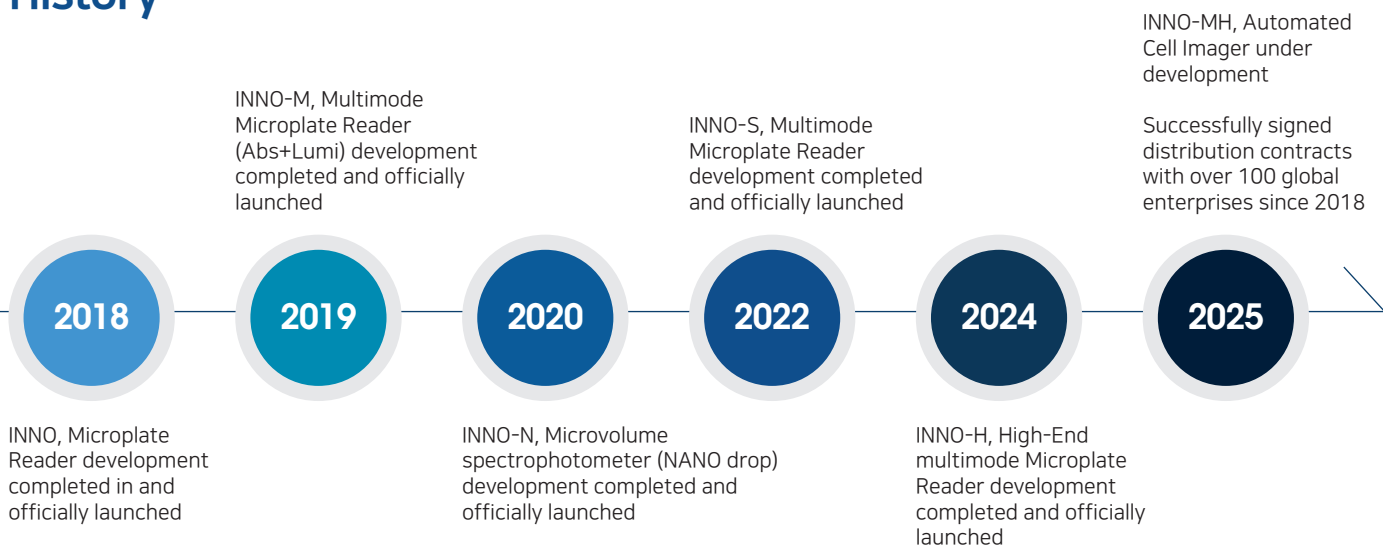 History
INNO-MH, Automated
Cell Imager under
development
Successfully signed
distribution contracts
with over 100 global
enterprises since 2018
INNO-M, Multimode
Microplate Reader
(Abs+Lumi) development
completed and officially
launched
INNO-S, Multimode
Microplate Reader
development completed
and officially launched
2018
2019
2020
2022
2024
2025
INNO, Microplate
Reader development
completed in and
officially launched
INNO-N, Microvolume
spectrophotometer (NANO drop)
development completed and
officially launched
INNO-H, High-End
multimode Microplate
Reader development
completed and officially
launched